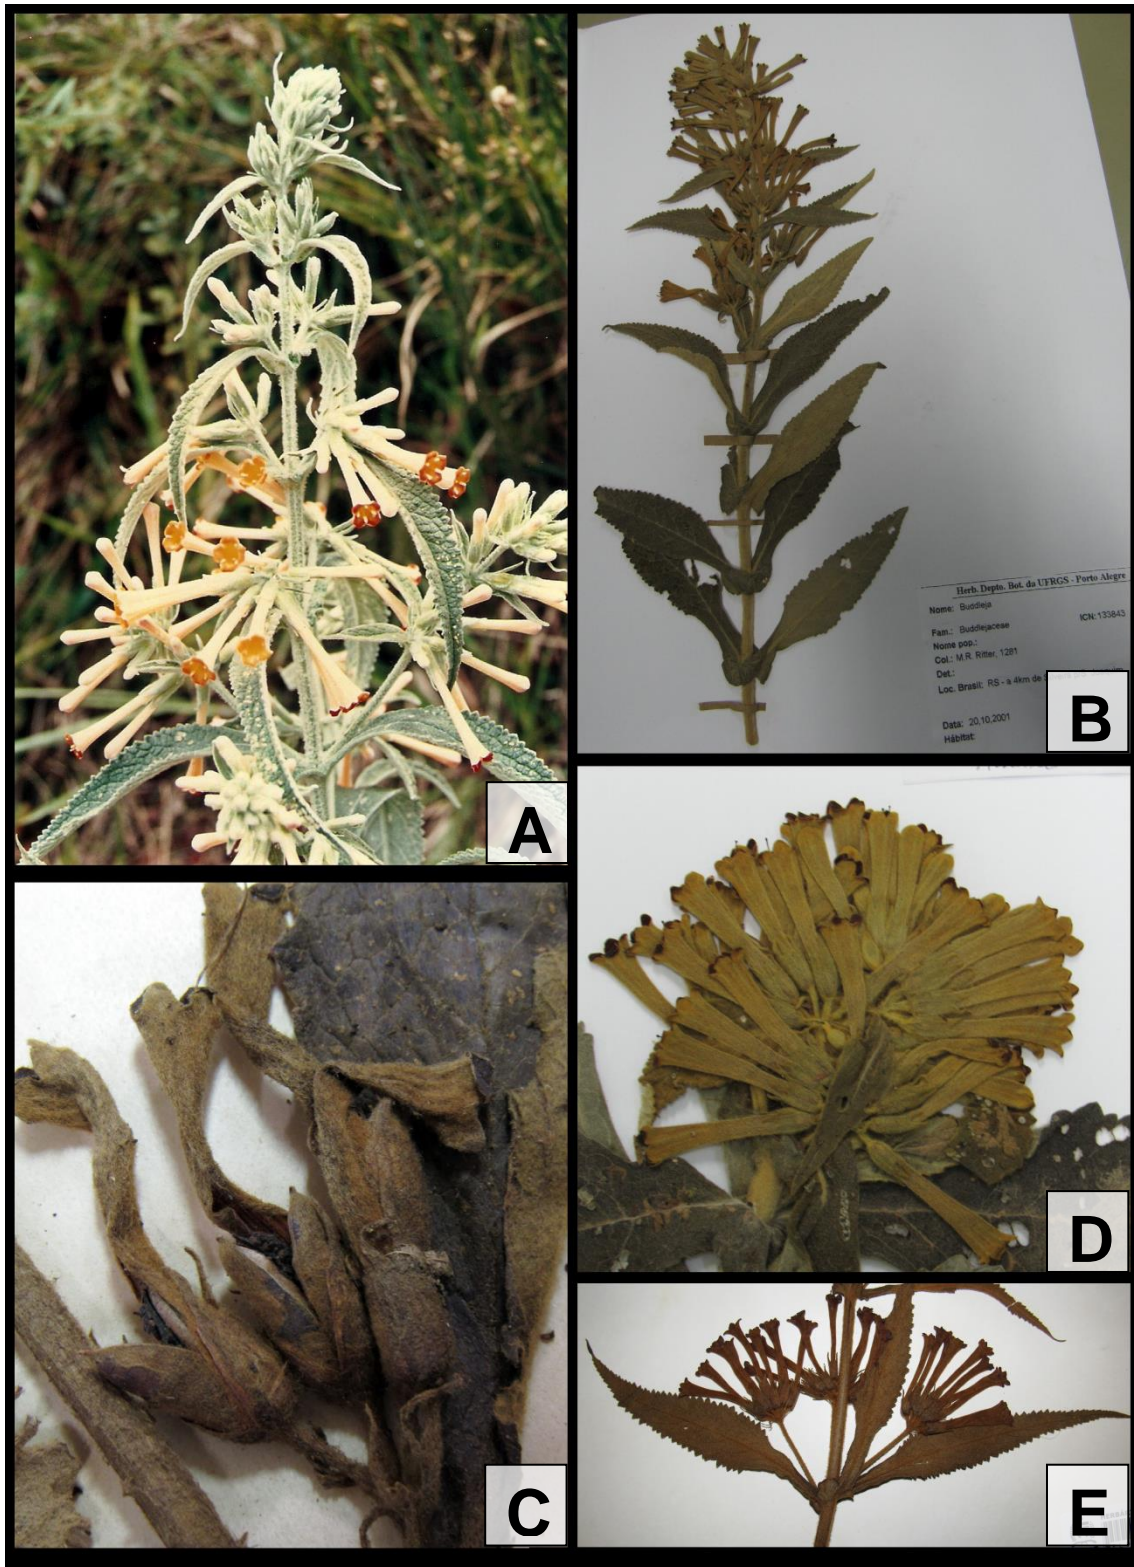 A
B
Herb. Depto. Bot. da UFRGS - Porto Alegre
Nome: Buddleja
ICN: 133843
Fam.: Buddlejaceae
Nome pop.:
Col.: M.R. Ritter, 1281
Det.:
Loc. Brasil: RS - a 4km de
Data: 20.10.2001
Hábitat:
C
D
E